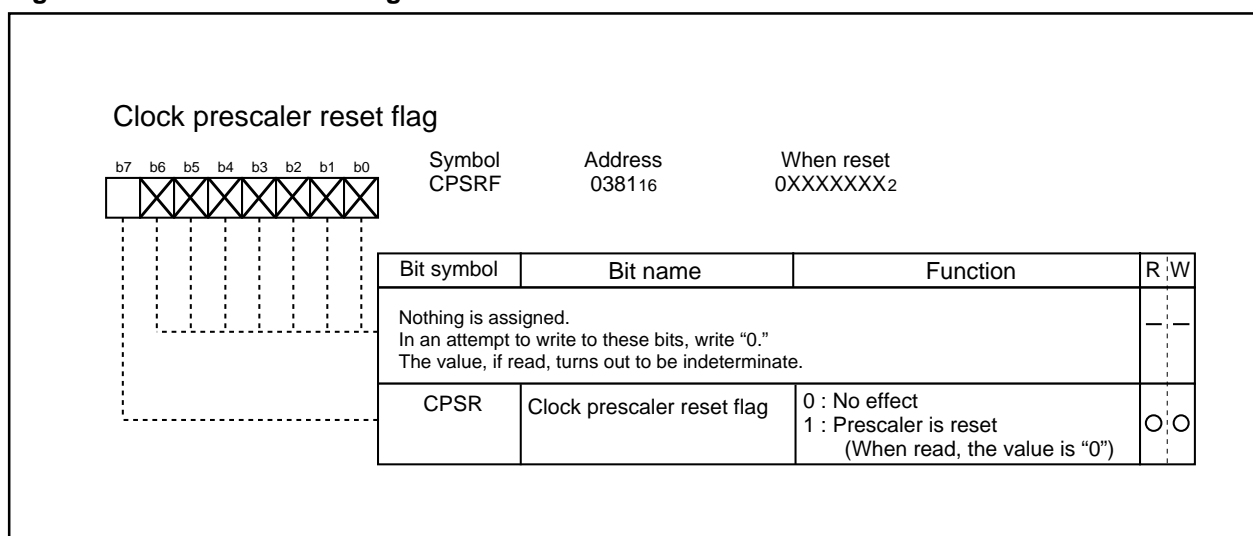 Clock prescaler reset flag
b7 b6 b5 b4 b3 b2 b1 b0
Symbol Address When reset
CPSRF 038116 0XXXXXXX2
Bit symbol Bit name Function R W
Nothing is assigned.
In an attempt to write to these bits, write “0.”
The value, if read, turns out to be indeterminate.
— —
CPSR Clock prescaler reset flag 0 : No effect
1 : Prescaler is reset
(When read, the value is “0”)
O O